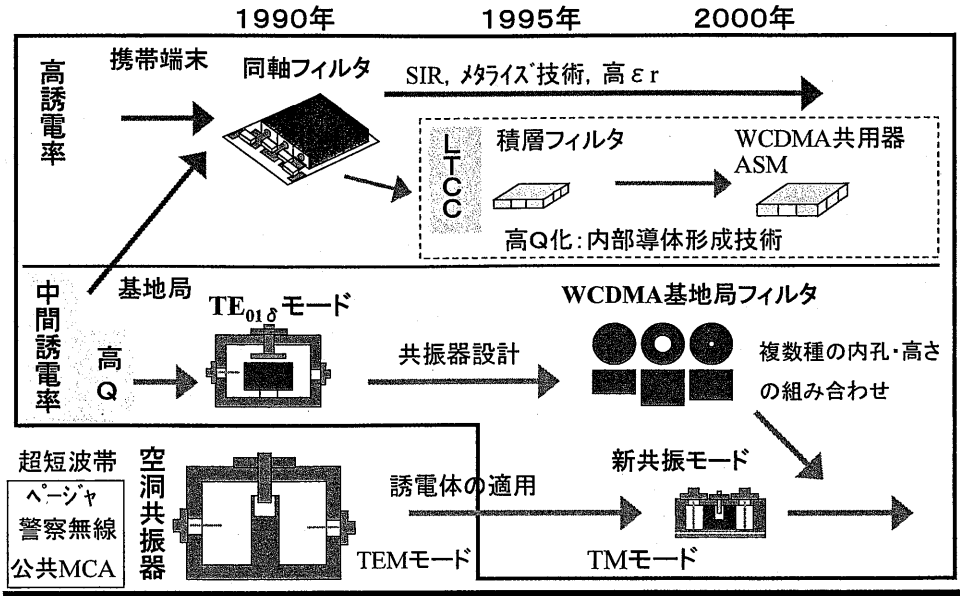 1990年 1995年 2000年
高誘電率
携帯端末
同軸フィルタ
SIR, メタライズ技術, 高εr
LTCC
積層フィルタ
WCDMA共用器
ASM
高Q化:内部導体形成技術
中間誘電率
基地局
高Q
TE01δモード
共振器設計
WCDMA基地局フィルタ
複数種の内孔・高さ
の組み合わせ
超短波帯
ページャ
警察無線
公共MCA
空洞共振器
誘電体の適用
TEMモード
新共振モード
TMモード